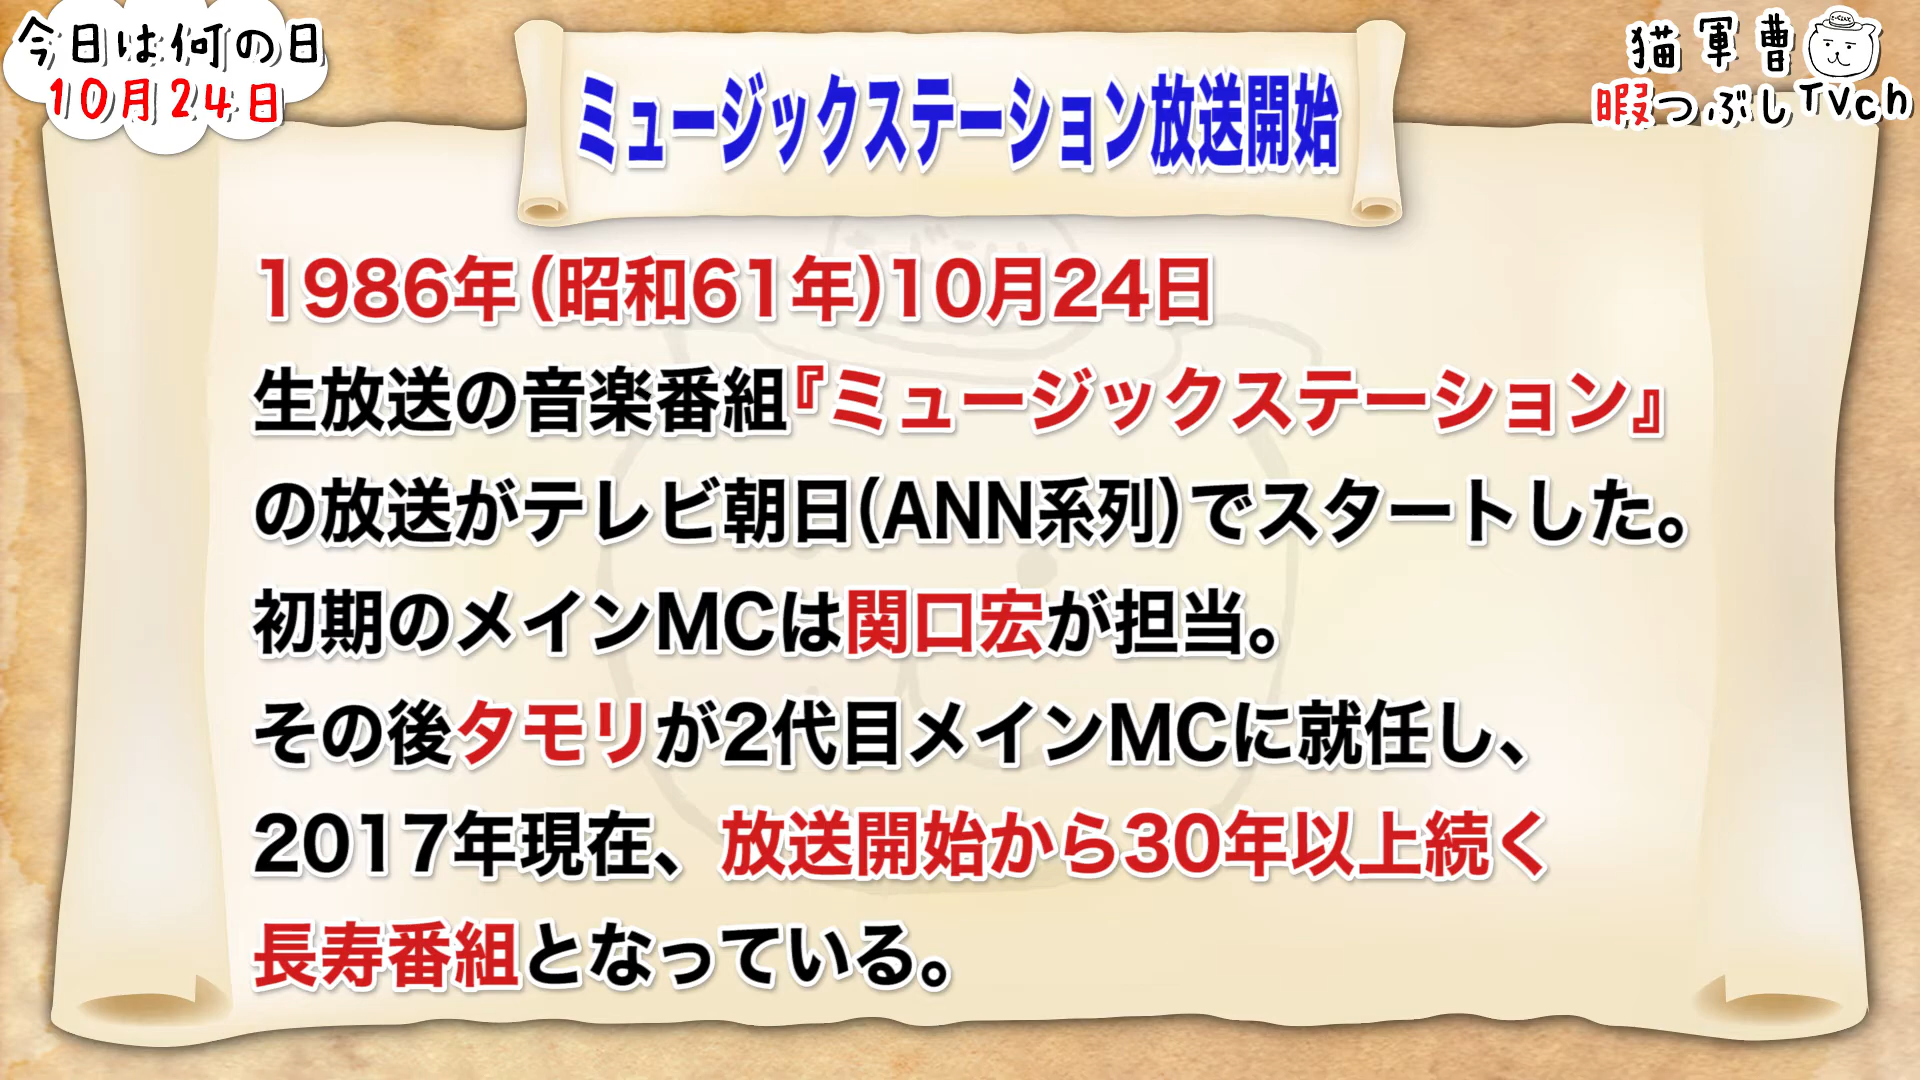 今日は何の日
10月24日
猫軍曹
暇つぶしTVch
ミュージックステーション放送開始
1986年(昭和61年)10月24日
生放送の音楽番組『ミュージックステーション』
の放送がテレビ朝日(ANN系列)でスタートした。
初期のメインMCは関口宏が担当。
その後タモリが2代目メインMCに就任し、
2017年現在、放送開始から30年以上続く
長寿番組となっている。